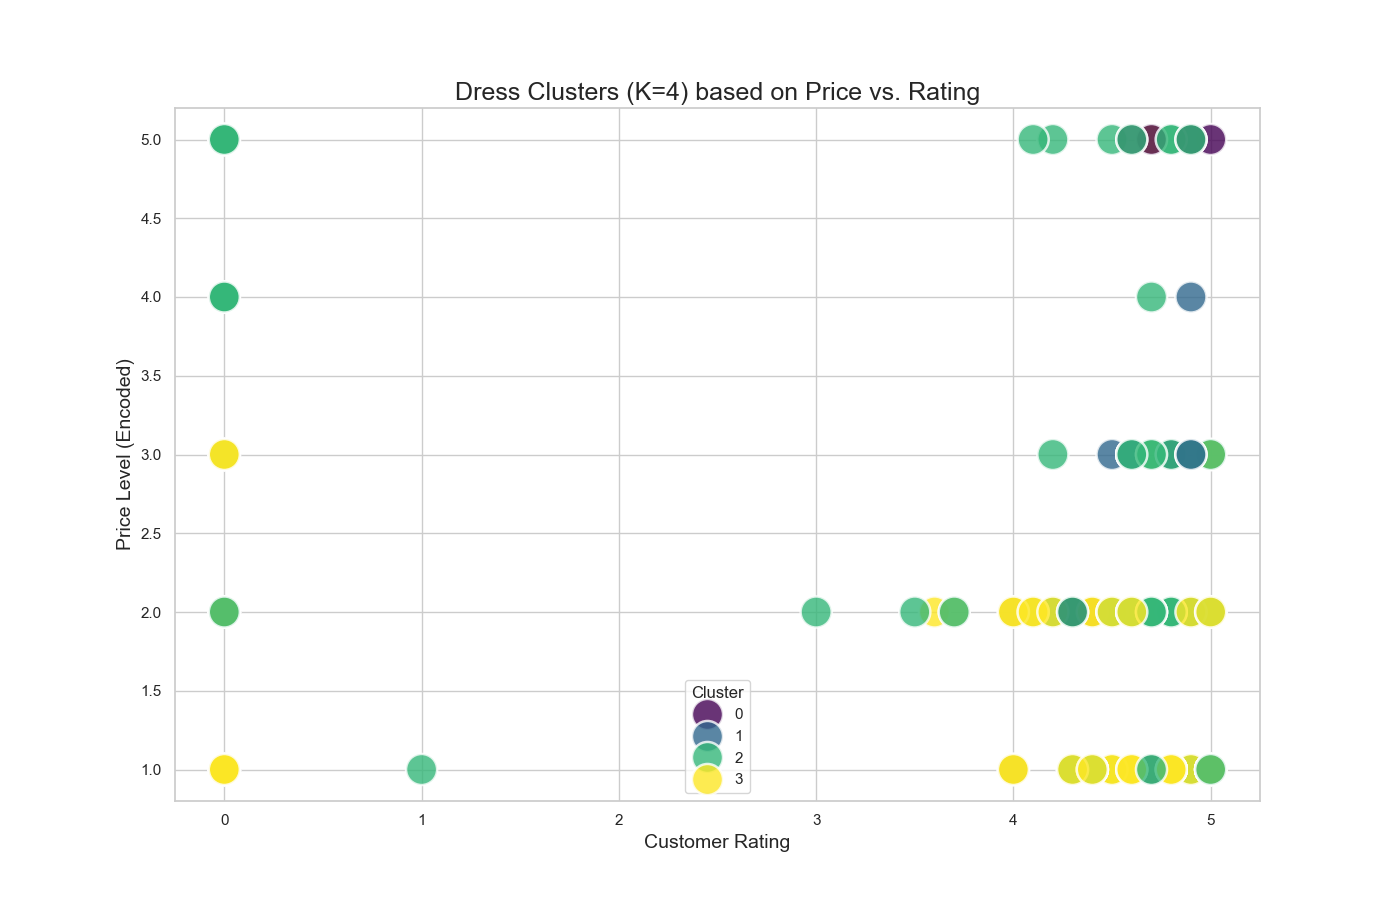 Dress Clusters (K=4) based on Price vs. Rating
Price Level (Encoded)
5.0
4.5
4.0
3.5
3.0
2.5
2.0
1.5
1.0
Cluster
0
1
2
3
0 1 2 3 4 5
Customer Rating